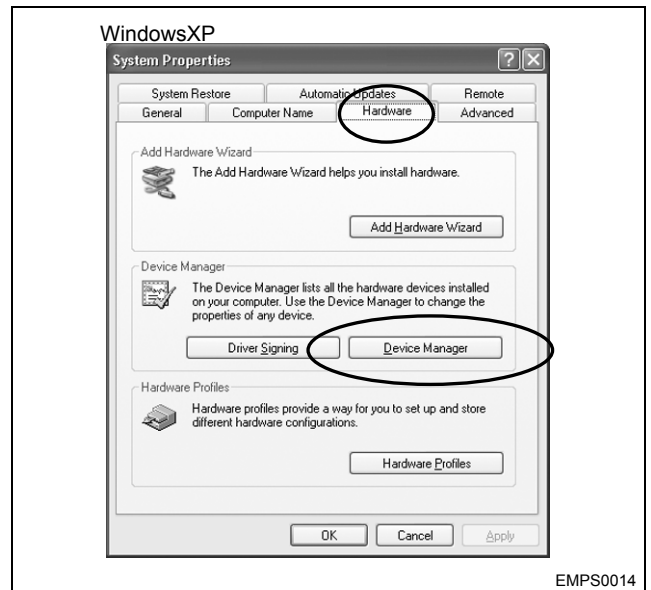 WindowsXP
System Properties
System Restore Automatic Updates Remote
General Computer Name Hardware Advanced
Add Hardware Wizard
The Add Hardware Wizard helps you install hardware.
Add Hardware Wizard
Device Manager
The Device Manager lists all the hardware devices installed
on your computer. Use the Device Manager to change the
properties of any device.
Driver Signing Device Manager
Hardware Profiles
Hardware profiles provide a way for you to set up and store
different hardware configurations.
Hardware Profiles
OK Cancel Apply
EMPS0014